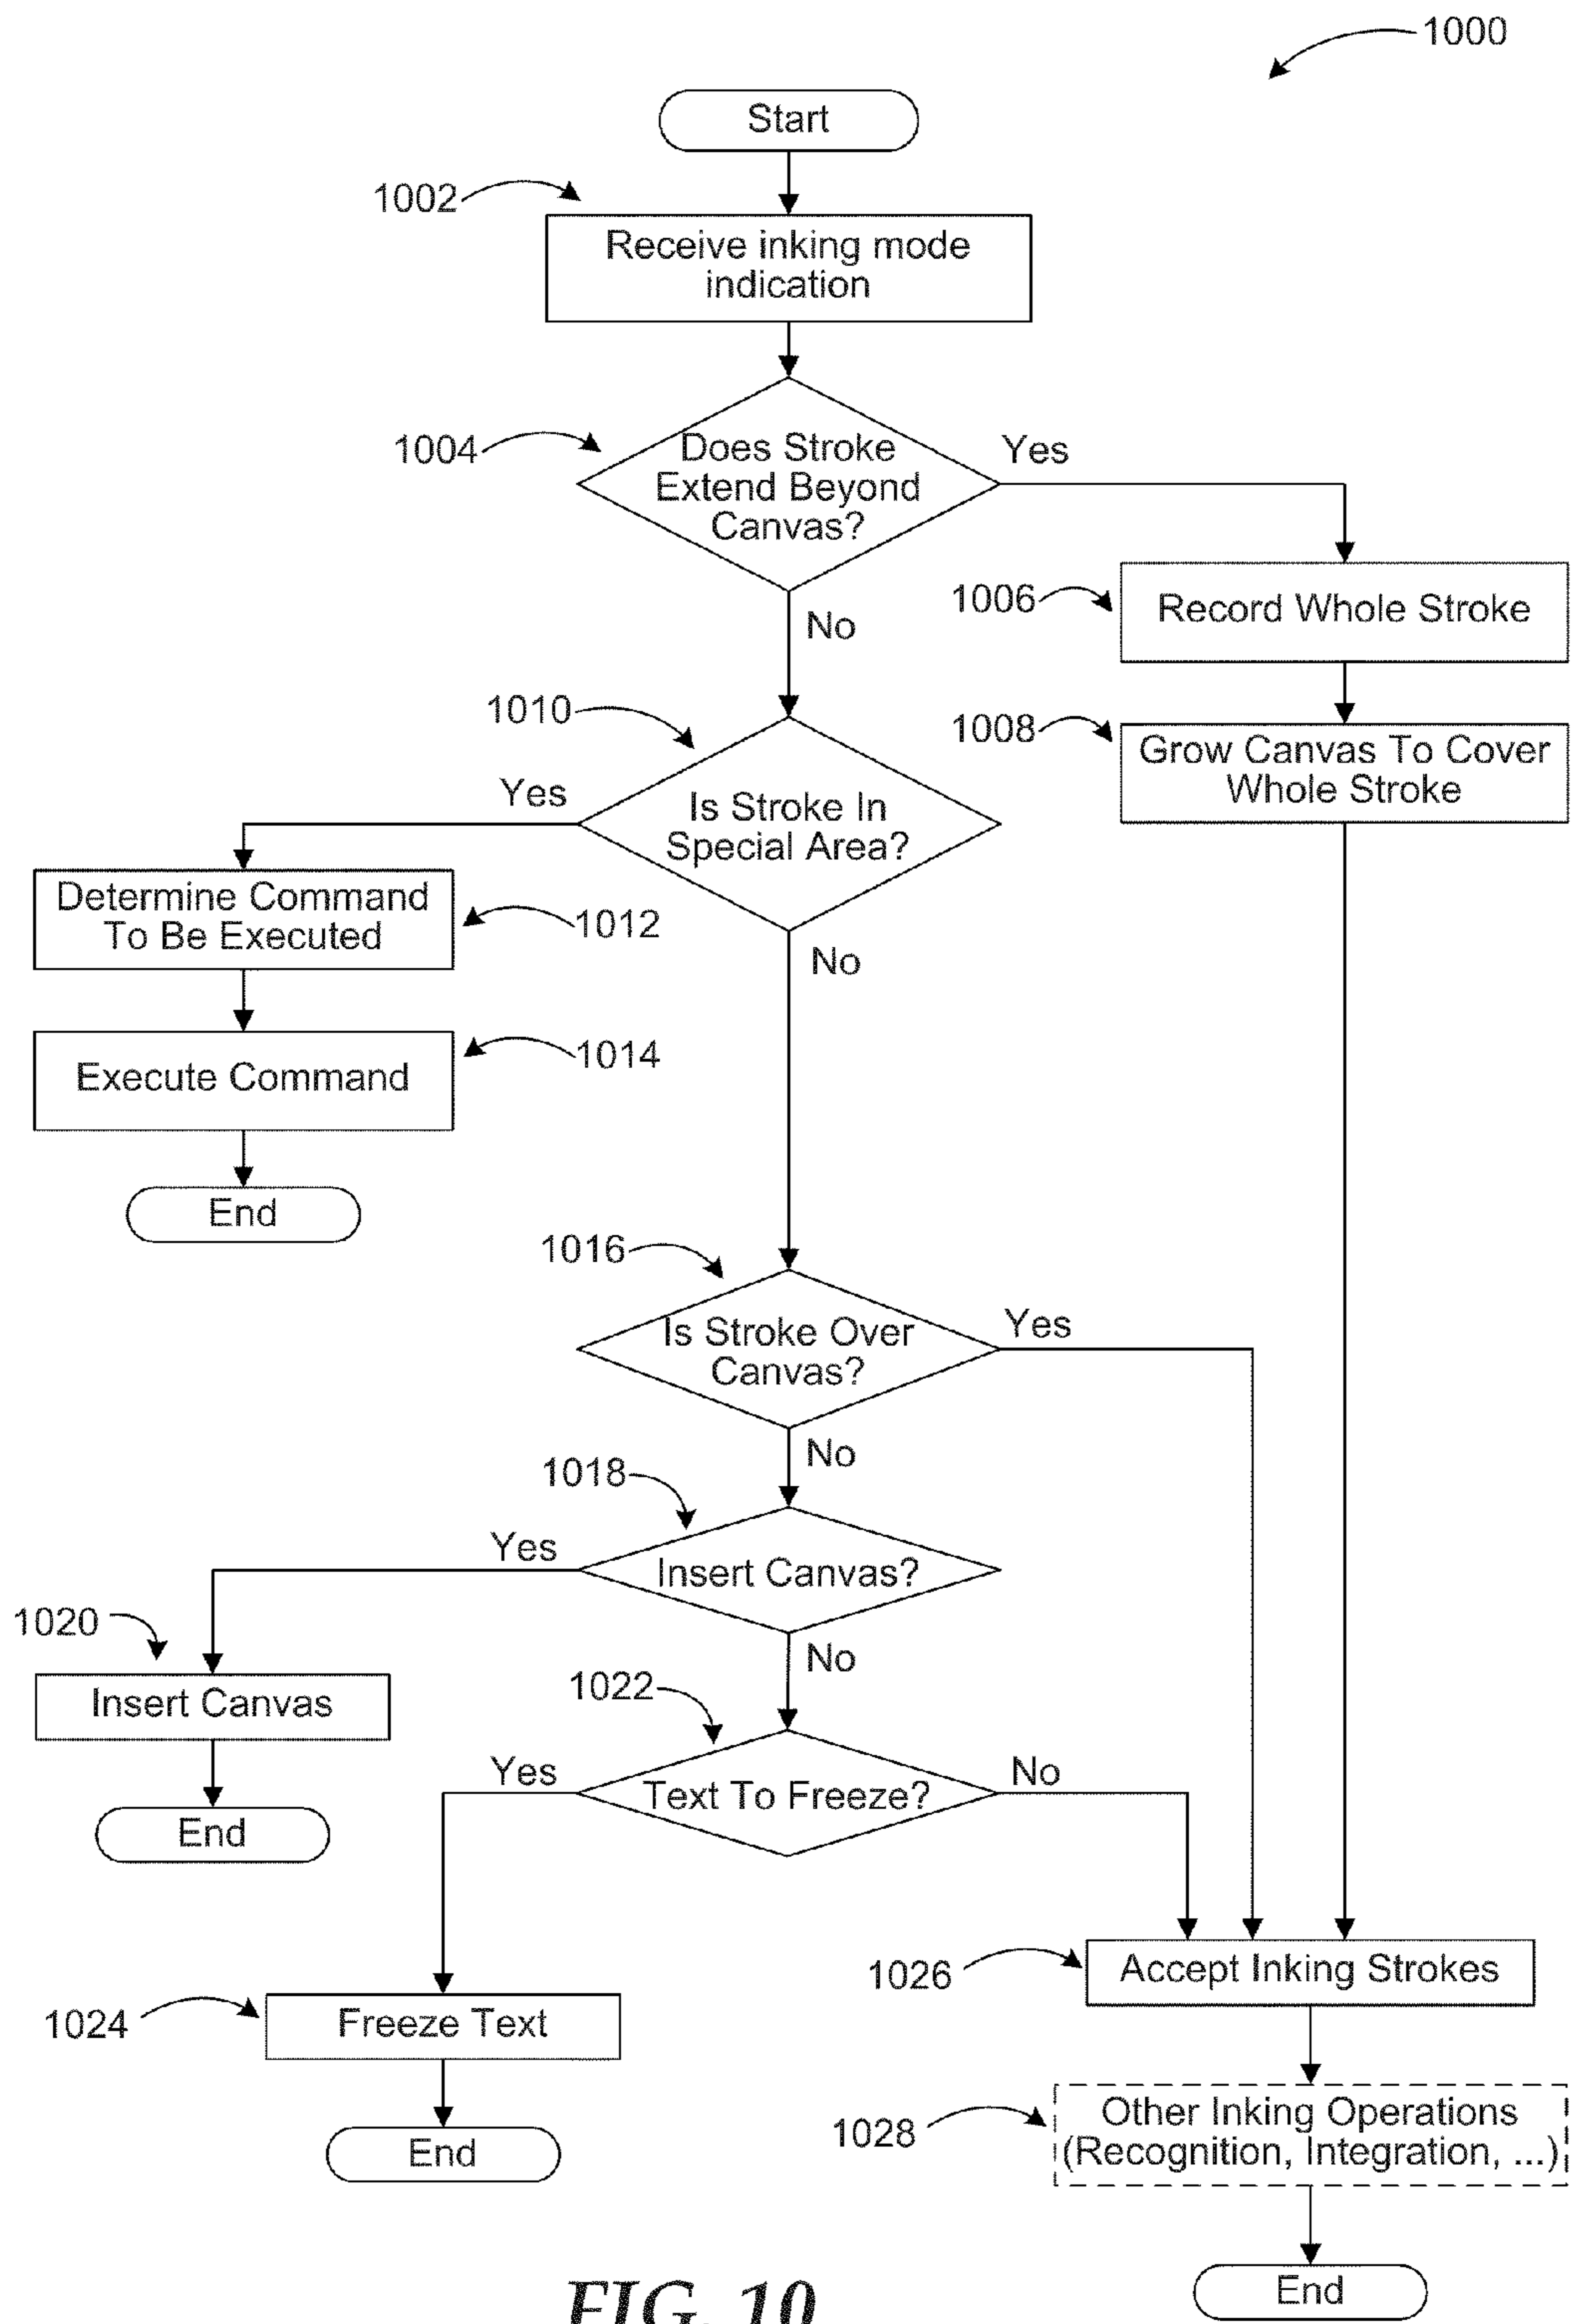 1000
Start
1002
Receive inking mode
indication
1004
Does Stroke
Extend Beyond
Canvas?
Yes
No
1006
Record Whole Stroke
1008
Grow Canvas To Cover
Whole Stroke
1010
Is Stroke In
Special Area?
Yes
No
Determine Command
To Be Executed
1012
Execute Command
1014
End
1016
Is Stroke Over
Canvas?
Yes
No
1018
Insert Canvas?
Yes
No
1020
Insert Canvas
End
1022
Text To Freeze?
Yes
No
1024
Freeze Text
End
1026
Accept Inking Strokes
1028
Other Inking Operations
(Recognition, Integration, ...)
End
FIG. 10